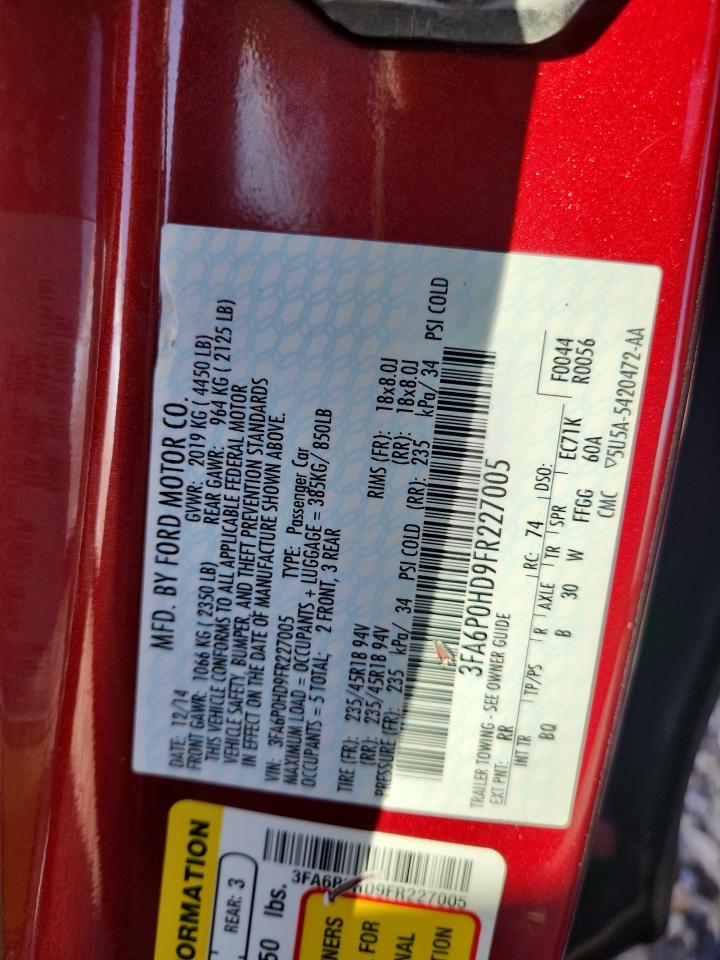 MFD. BY FORD MOTOR CO.
DATE: 12/14 GVWR: 2019 KG ( 4450 LB)
FRONT GAWR: 1066 KG ( 2350 LB) REAR GAWR: 964 KG ( 2125 LB)
THIS VEHICLE CONFORMS TO ALL APPLICABLE FEDERAL MOTOR
VEHICLE SAFETY, BUMPER, AND THEFT PREVENTION STANDARDS
IN EFFECT ON THE DATE OF MANUFACTURE SHOWN ABOVE.
VIN: 3FA6P0HD9FR227005 TYPE: Passenger Car
MAXIMUM LOAD = OCCUPANTS + LUGGAGE = 385KG/ 850LB
OCCUPANTS = 5 TOTAL; 2 FRONT, 3 REAR
TIRE (FR): 235/45R18 94V RIMS (FR): 18x8.0J
(RR): 235/45R18 94V (RR): 18x8.0J
PRESSURE (FR): 235 kPa/ 34 PSI COLD (RR): 235 kPa/ 34 PSI COLD
3FA6P0HD9FR227005
TRAILER TOWING - SEE OWNER GUIDE
EXT PNT: RR RC: 74 DSO: F0044
INT TR TP/PS R AXLE TR SPR EC71K R0056
BQ B 30 W FFGG 60A
CMC ▽5U5A-5420472-AA
ORMATION
REAR: 3
50 lbs.
3FA6P HD9FR227005
NERS
FOR
NAL
TION